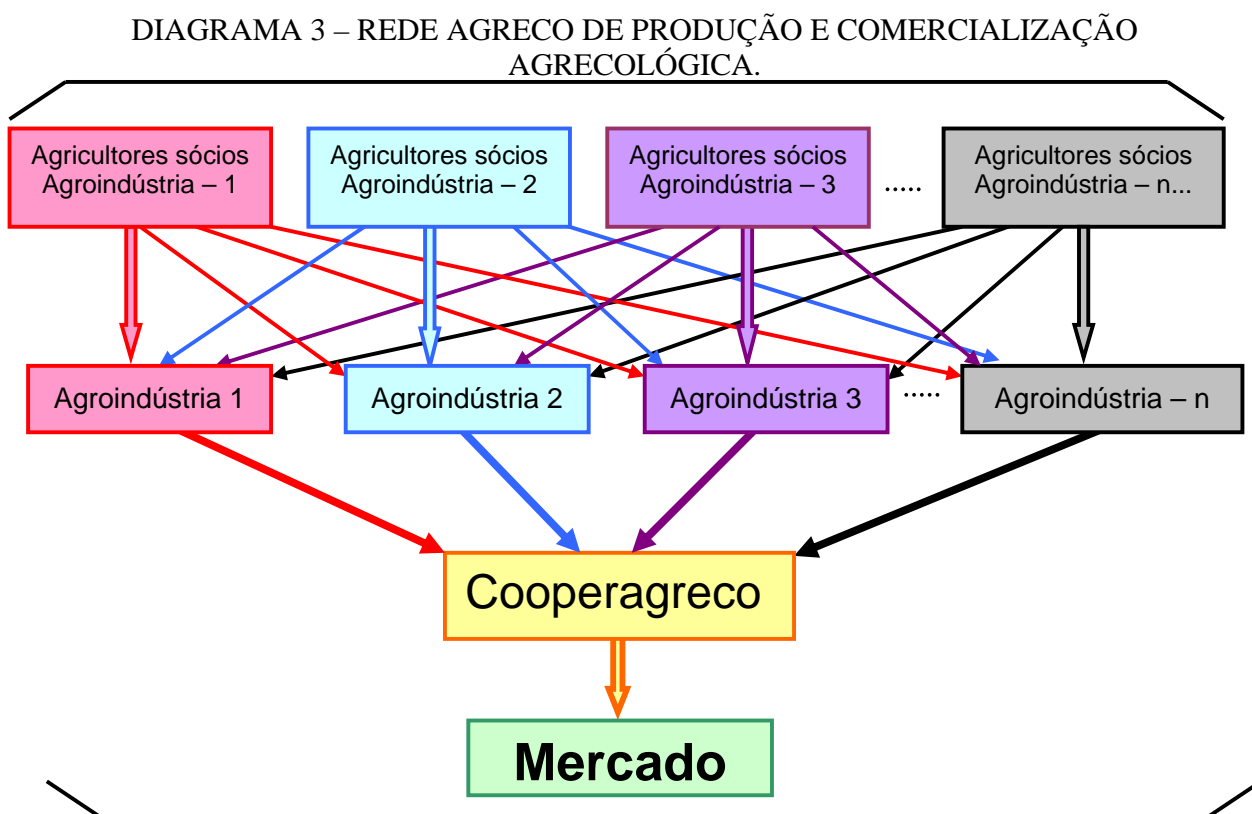 DIAGRAMA 3 – REDE AGRECO DE PRODUÇÃO E COMERCIALIZAÇÃO
AGRECOLÓGICA.
Agricultores sócios
Agroindústria – 1
Agricultores sócios
Agroindústria – 2
Agricultores sócios
Agroindústria – 3
.....
Agricultores sócios
Agroindústria – n...
Agroindústria 1
Agroindústria 2
Agroindústria 3
.....
Agroindústria – n
Cooperagreco
Mercado